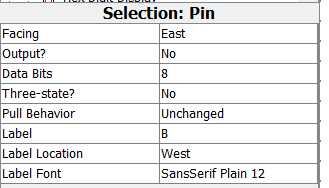 Selection: Pin
Facing East
Output? No
Data Bits 8
Three-state? No
Pull Behavior Unchanged
Label B
Label Location West
Label Font SansSerif Plain 12